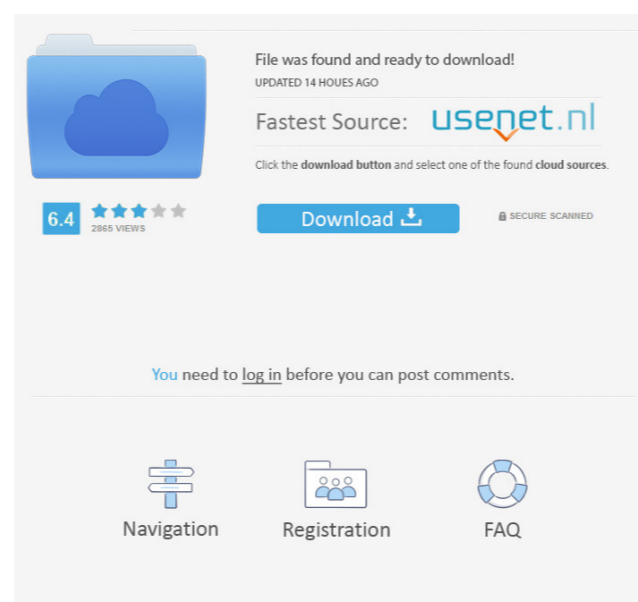 File was found and ready to download!
UPDATED 14 HOUES AGO
Fastest Source: usenet.nl
Click the download button and select one of the found cloud sources.
6.4
2865 VIEWS
Download
SECURE SCANNED
You need to log in before you can post comments.
Navigation
Registration
FAQ